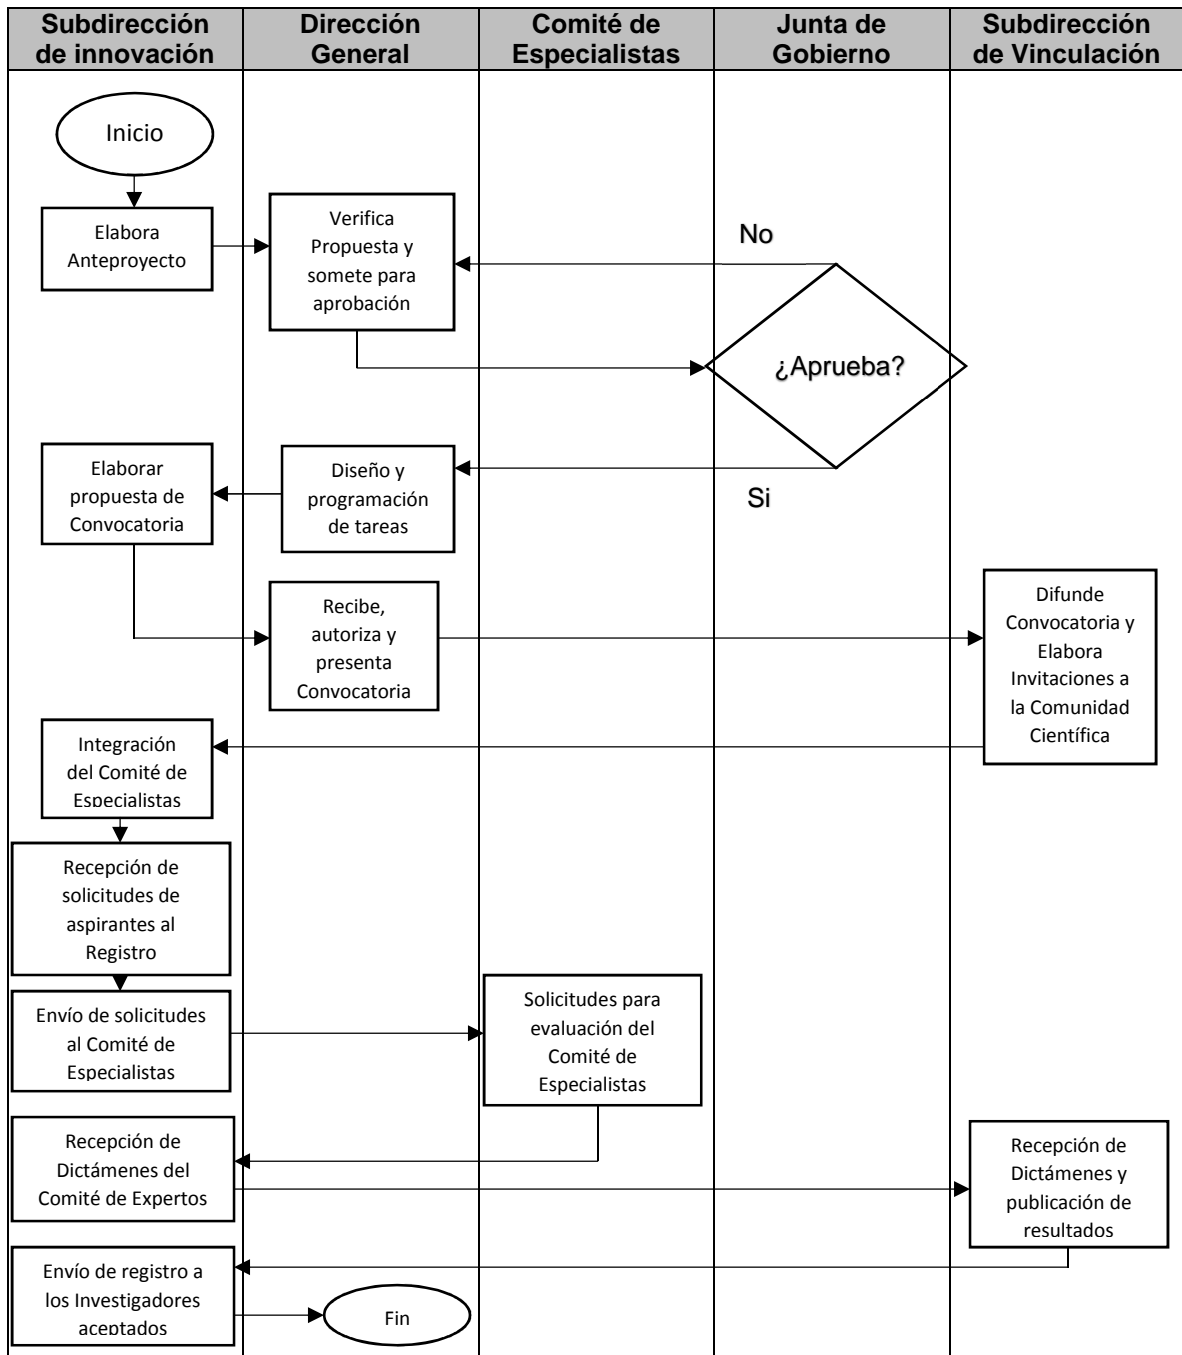 Subdirección
de innovación
Dirección
General
Comité de
Especialistas
Junta de
Gobierno
Subdirección
de Vinculación
Inicio
Elabora
Anteproyecto
Verifica
Propuesta y
somete para
aprobación
No
¿Aprueba?
Si
Elaborar
propuesta de
Convocatoria
Diseño y
programación
de tareas
Recibe,
autoriza y
presenta
Convocatoria
Difunde
Convocatoria y
Elabora
Invitaciones a
la Comunidad
Científica
Integración
del Comité de
Especialistas
Recepción de
solicitudes de
aspirantes al
Registro
Envío de solicitudes
al Comité de
Especialistas
Solicitudes para
evaluación del
Comité de
Especialistas
Recepción de
Dictámenes del
Comité de Expertos
Recepción de
Dictámenes y
publicación de
resultados
Envío de registro a
los Investigadores
aceptados
Fin